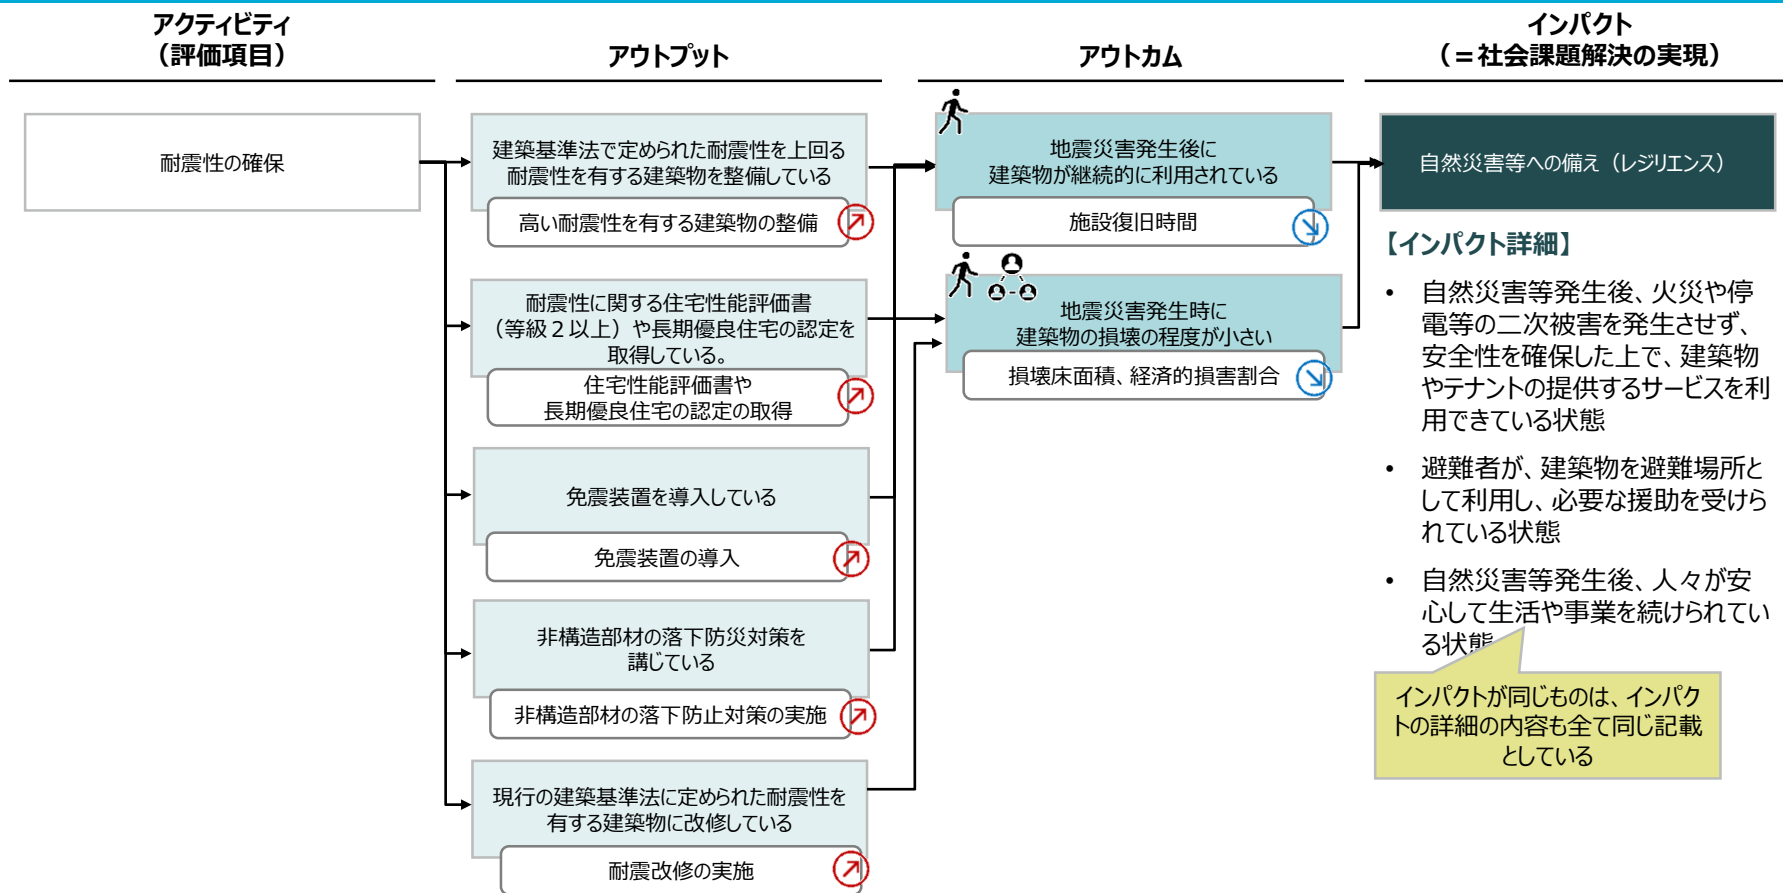 アクティビティ
（評価項目）
アウトプット
アウトカム
インパクト
（＝社会課題解決の実現）
耐震性の確保
建築基準法で定められた耐震性を上回る
耐震性を有する建築物を整備している
高い耐震性を有する建築物の整備
耐震性に関する住宅性能評価書
（等級２以上）や長期優良住宅の認定を
取得している。
住宅性能評価書や
長期優良住宅の認定の取得
免震装置を導入している
免震装置の導入
非構造部材の落下防災対策を
講じている
非構造部材の落下防止対策の実施
現行の建築基準法に定められた耐震性を
有する建築物に改修している
耐震改修の実施
地震災害発生後に
建築物が継続的に利用されている
施設復旧時間
地震災害発生時に
建築物の損壊の程度が小さい
損壊床面積、経済的損害割合
自然災害等への備え（レジリエンス）
【インパクト詳細】
• 自然災害等発生後、火災や停
電等の二次被害を発生させず、
安全性を確保した上で、建築物
やテナントの提供するサービスを利
用できている状態
• 避難者が、建築物を避難場所と
して利用し、必要な援助を受けら
れている状態
• 自然災害等発生後、人々が安
心して生活や事業を続けられてい
る状態
インパクトが同じものは、インパク
トの詳細の内容も全て同じ記載
としている